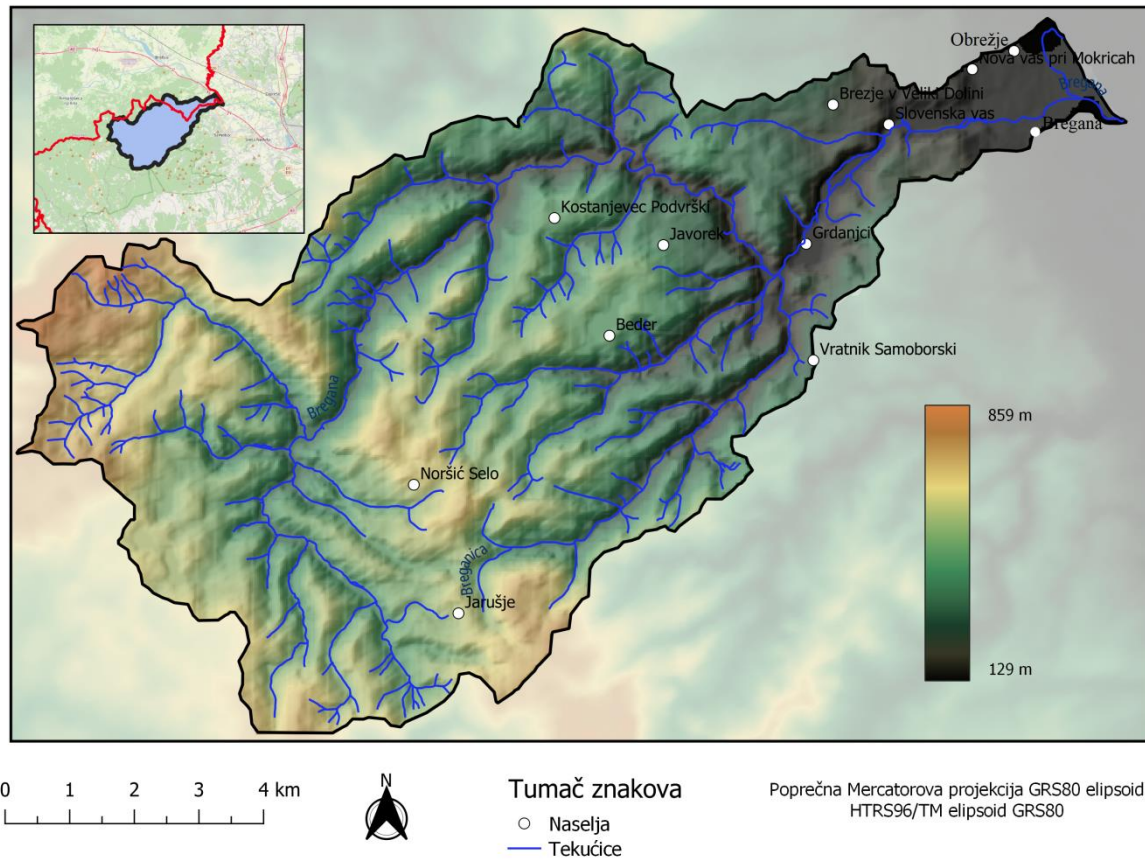 Obrežje
Nova vas pri Mokricah
Bregana
Brezje v Veliki Dolini
Slovenska vas
Bregana
Kostanjevec Podvrški
Javorek
Grdanjci
Beder
Vratnik Samoborski
Bregana
859 m
Noršić Selo
Breganica
Jarušje
129 m
0 1 2 3 4 km
N
Tumač znakova
Naselja
Tekućice
Poprečna Mercatorova projekcija GRS80 elipsoid
HTRS96/TM elipsoid GRS80